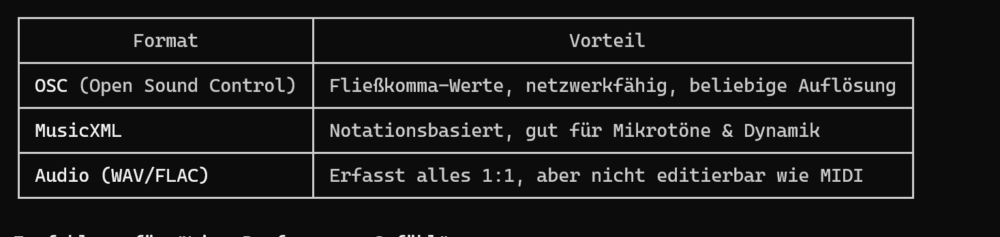 Format Vorteil
OSC (Open Sound Control) Fließkomma-Werte, netzwerkfähig, beliebige Auflösung
MusicXML Notationsbasiert, gut für Mikrotöne & Dynamik
Audio (WAV/FLAC) Erfasst alles 1:1, aber nicht editierbar wie MIDI